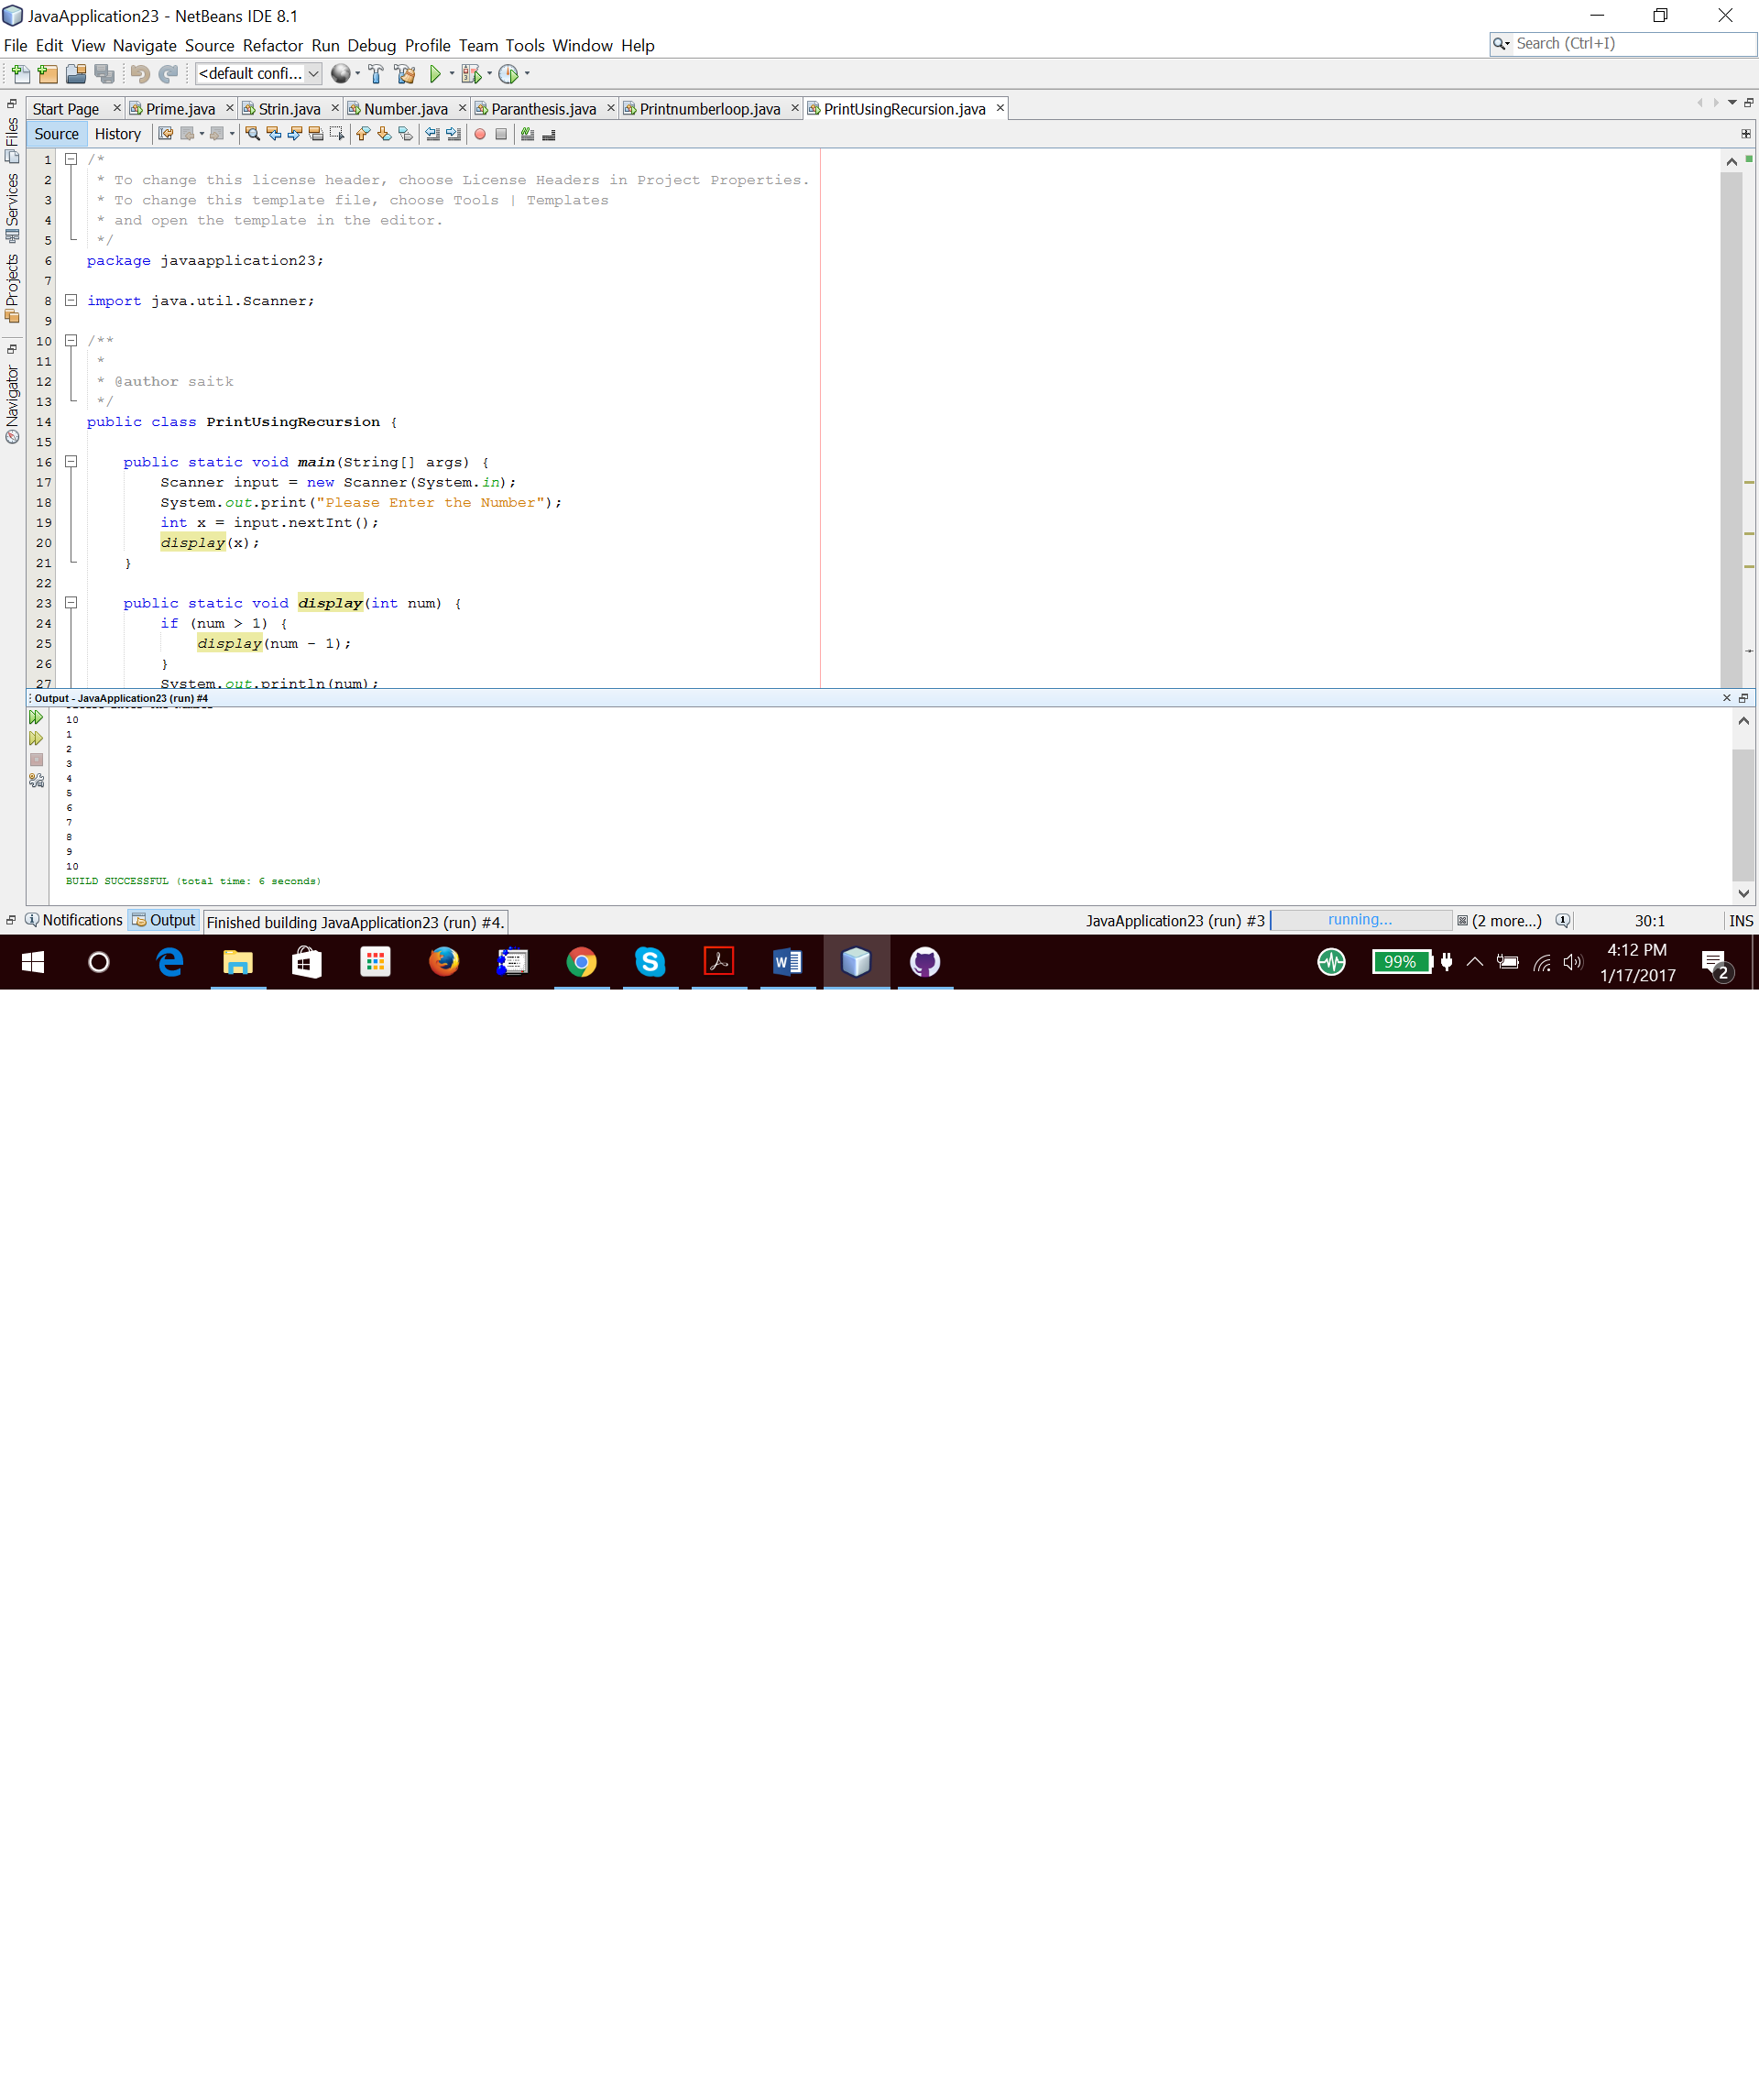 JavaApplication23 - NetBeans IDE 8.1
File Edit View Navigate Source Refactor Run Debug Profile Team Tools Window Help
Search (Ctrl+I)
<default confi...
Start Page Prime.java Strin.java Number.java Paranthesis.java Printnumberloop.java PrintUsingRecursion.java
Source History
Files
Services
Projects
Navigator
1 /*
2 * To change this license header, choose License Headers in Project Properties.
3 * To change this template file, choose Tools | Templates
4 * and open the template in the editor.
5 */
6 package javaapplication23;
7
8 import java.util.Scanner;
9
10 /**
11 *
12 * @author saitk
13 */
14 public class PrintUsingRecursion {
15
16 public static void main(String[] args) {
17 Scanner input = new Scanner(System.in);
18 System.out.print("Please Enter the Number");
19 int x = input.nextInt();
20 display(x);
21 }
22
23 public static void display(int num) {
24 if (num > 1) {
25 display(num - 1);
26 }
27 System.out.println(num);
Output - JavaApplication23 (run) #4
10
1
2
3
4
5
6
7
8
9
10
BUILD SUCCESSFUL (total time: 6 seconds)
Notifications Output Finished building JavaApplication23 (run) #4. JavaApplication23 (run) #3 running... (2 more...) 30:1 INS
99%
4:12 PM
1/17/2017
2